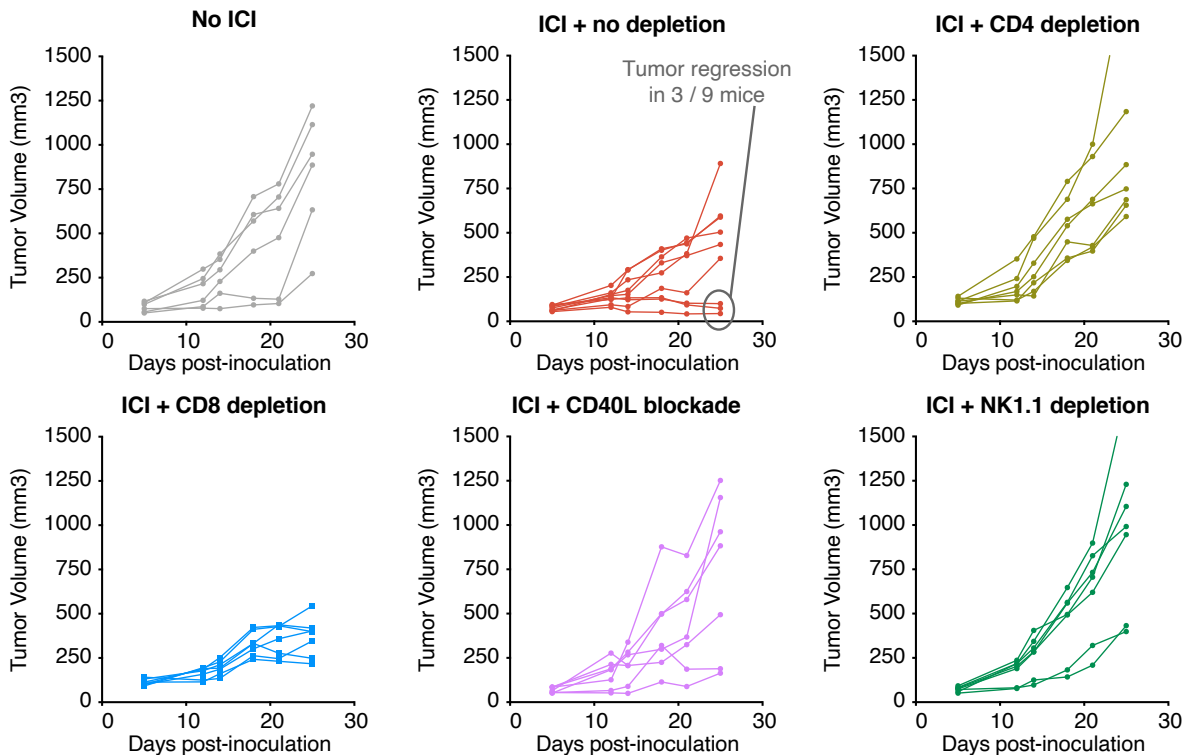 No ICI
1500
1250
1000
750
500
250
0
Tumor Volume (mm3)
0 10 20 30
Days post-inoculation
ICI + no depletion
Tumor regression
in 3 / 9 mice
1500
1250
1000
750
500
250
0
Tumor Volume (mm3)
0 10 20 30
Days post-inoculation
ICI + CD4 depletion
1500
1250
1000
750
500
250
0
Tumor Volume (mm3)
0 10 20 30
Days post-inoculation
ICI + CD8 depletion
1500
1250
1000
750
500
250
0
Tumor Volume (mm3)
0 10 20 30
Days post-inoculation
ICI + CD40L blockade
1500
1250
1000
750
500
250
0
Tumor Volume (mm3)
0 10 20 30
Days post-inoculation
ICI + NK1.1 depletion
1500
1250
1000
750
500
250
0
Tumor Volume (mm3)
0 10 20 30
Days post-inoculation